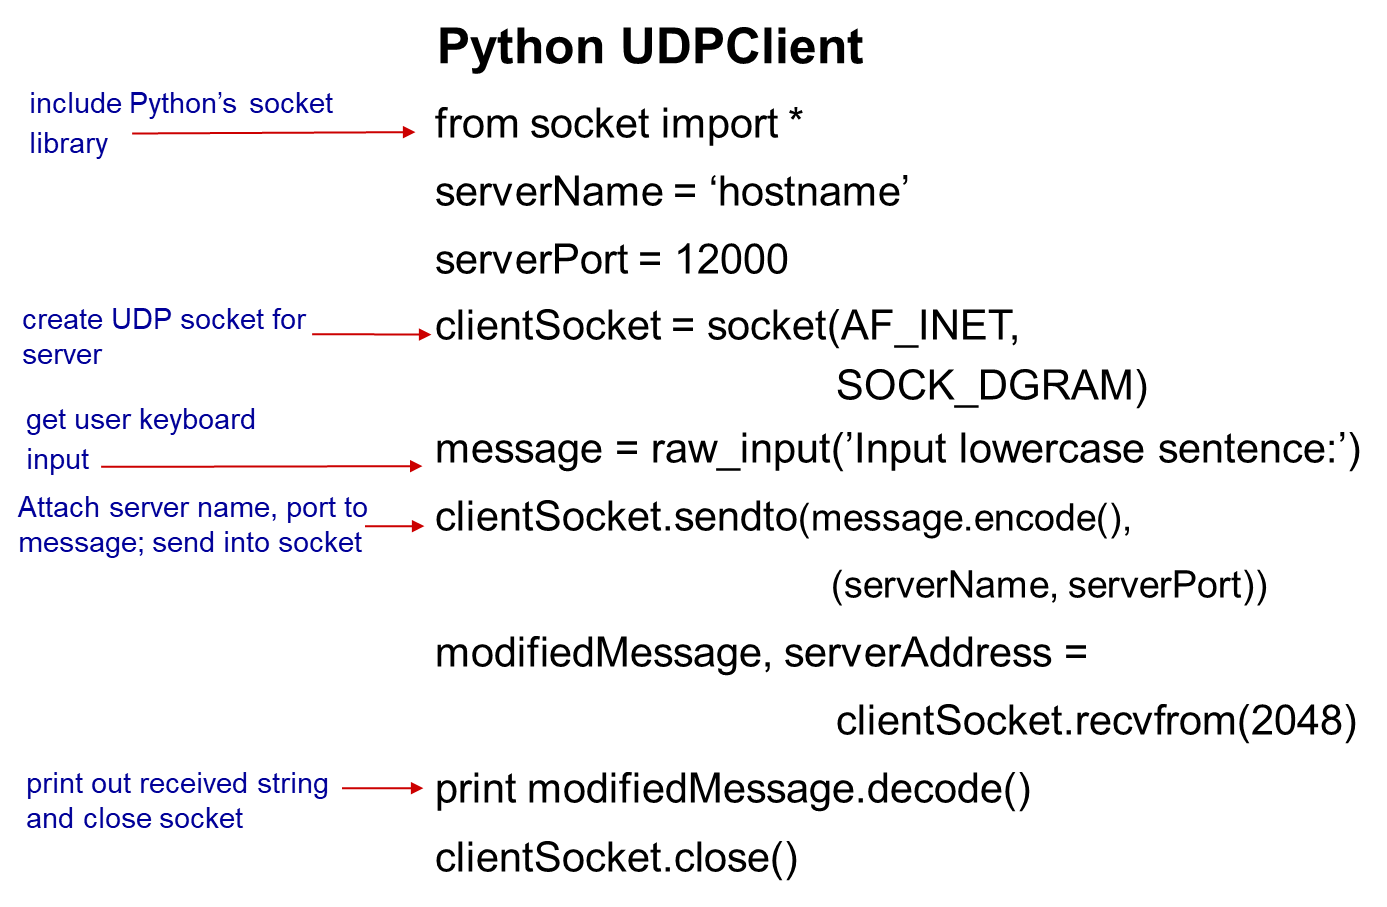 Python UDPClient
include Python’s socket
library
from socket import *
serverName = ‘hostname’
serverPort = 12000
create UDP socket for
server
clientSocket = socket(AF_INET,
SOCK_DGRAM)
get user keyboard
input
message = raw_input(’Input lowercase sentence:’)
Attach server name, port to
message; send into socket
clientSocket.sendto(message.encode(),
(serverName, serverPort))
modifiedMessage, serverAddress =
clientSocket.recvfrom(2048)
print out received string
and close socket
print modifiedMessage.decode()
clientSocket.close()